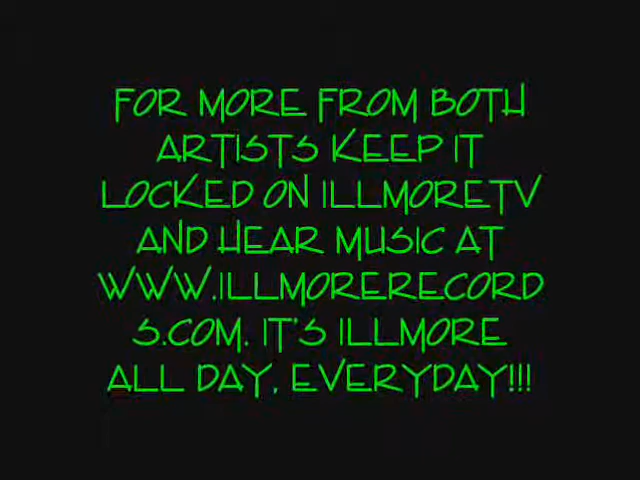 FOR MORE FROM BOTH
ARTISTS KEEP IT
LOCKED ON ILLMORETV
AND HEAR MUSIC AT
WWW.ILLMORERECORD
S.COM. IT'S ILLMORE
ALL DAY, EVERYDAY!!!